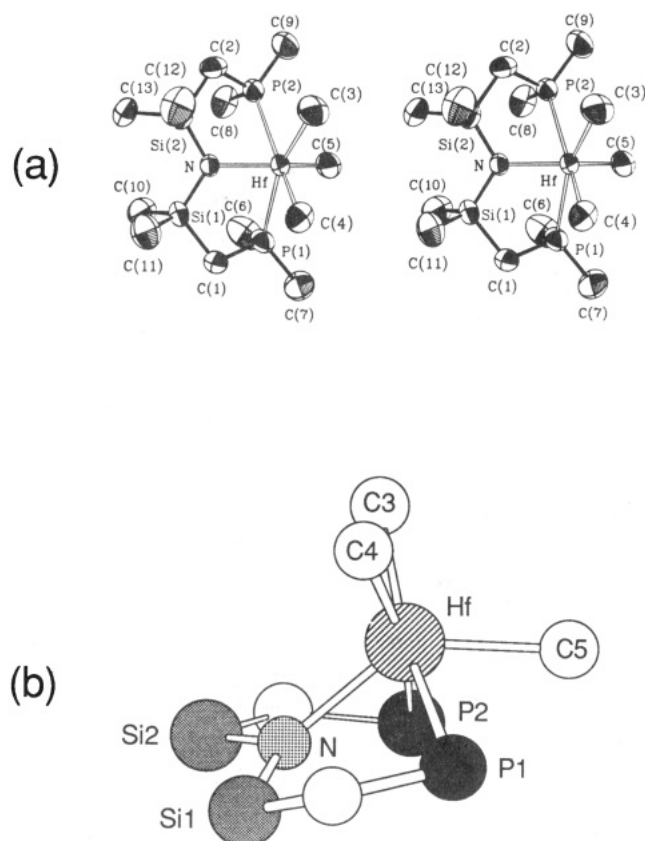 C(9)
C(2)
C(12)
P(2)
C(13)
C(3)
C(8)
Si(2)
C(5)
N
Hf
C(10)
C(6)
Si(1)
C(4)
C(11)
P(1)
C(1)
C(7)
C(9)
C(2)
C(12)
P(2)
C(13)
C(3)
C(8)
Si(2)
C(5)
N
Hf
C(10)
C(6)
Si(1)
C(4)
C(11)
P(1)
C(1)
C(7)
(a)
C3
C4
Hf
C5
(b)
Si2
N
P2
P1
Si1